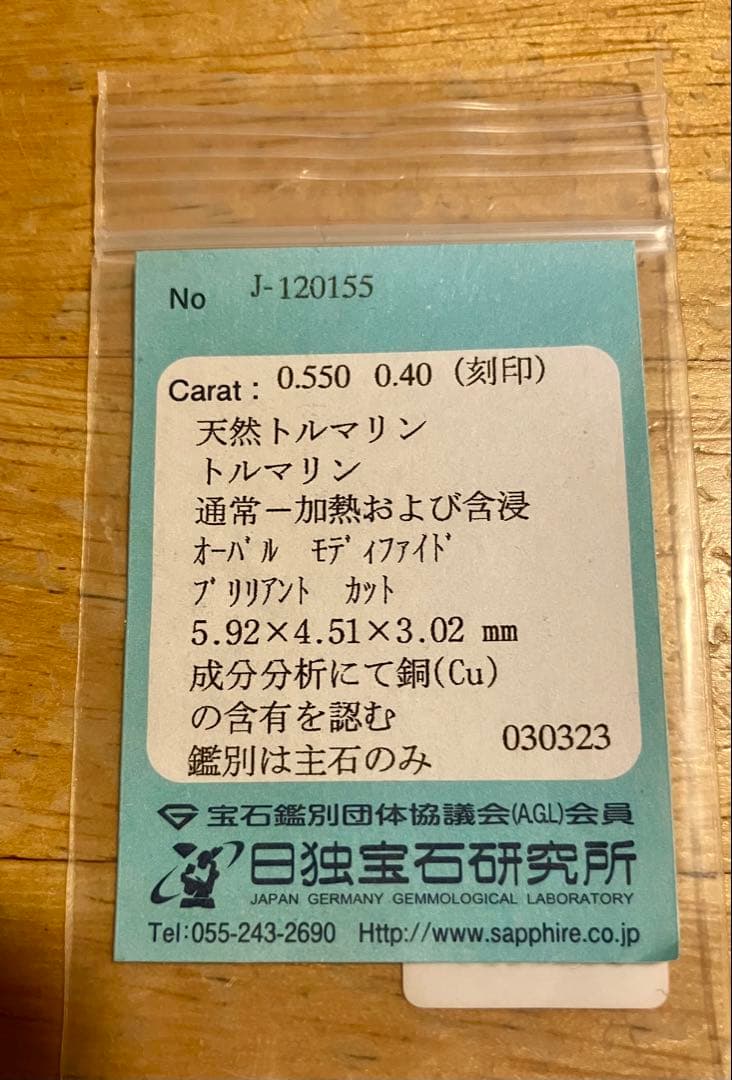 No J-120155
Carat : 0.550 0.40 (刻印)
天然トルマリン
トルマリン
通常－加熱および含浸
ｵｰﾊﾞﾙ ﾓﾃﾞｨﾌｧｲﾄﾞ
ﾌﾞﾘﾘｱﾝﾄ ｶｯﾄ
5.92×4.51×3.02 mm
成分分析にて銅(Cu)
の含有を認む
鑑別は主石のみ 030323
宝石鑑別団体協議会(AGL)会員
日独宝石研究所
JAPAN GERMANY GEMMOLOGICAL LABORATORY
Tel:055-243-2690 Http://www.sapphire.co.jp